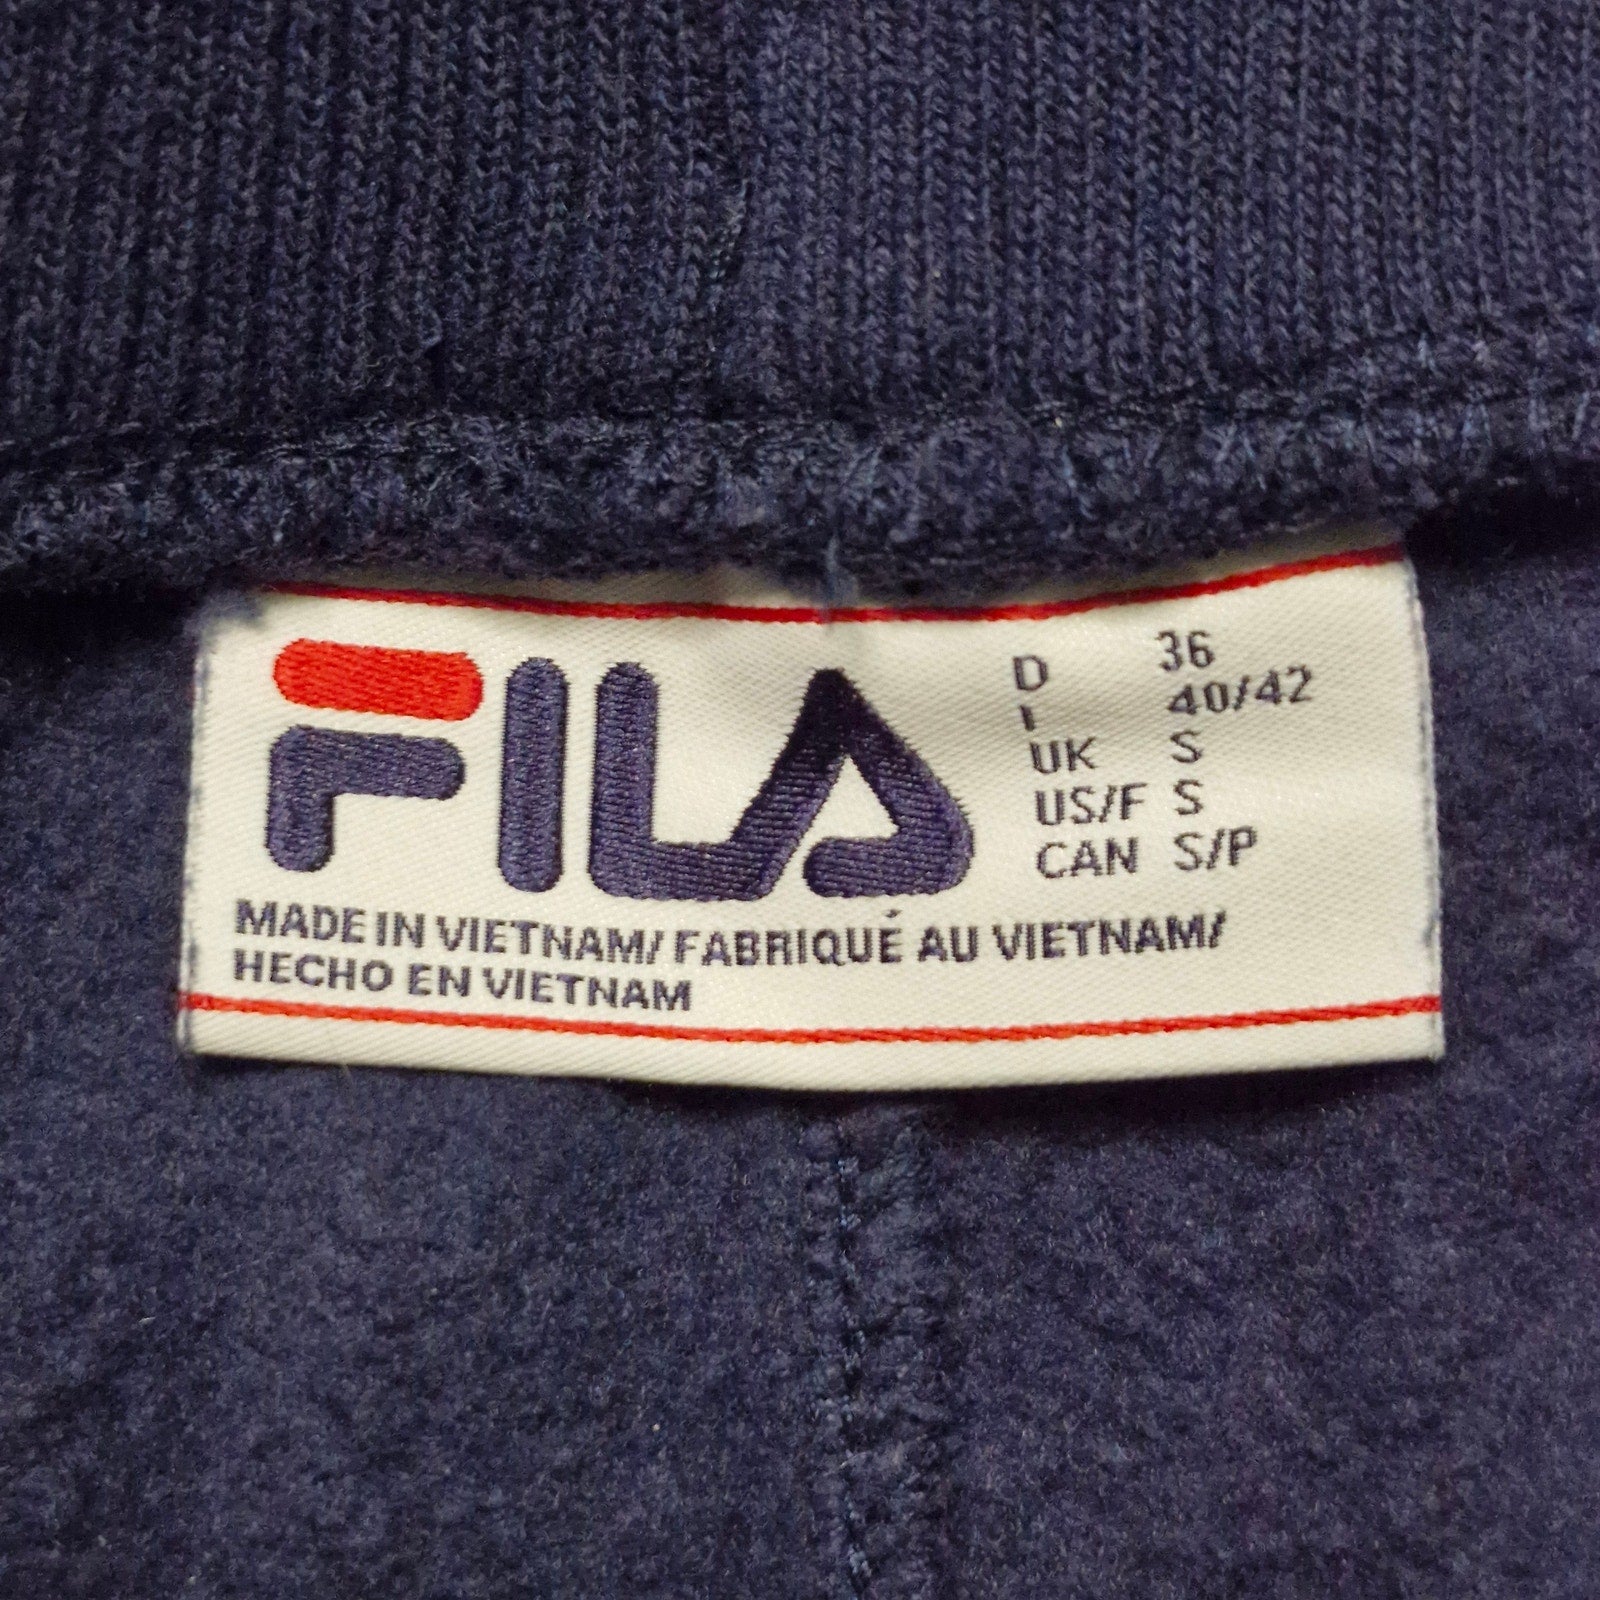 FILA
D 36
I 40/42
UK S
US/F S
CAN S/P
MADE IN VIETNAM/ FABRIQUÉ AU VIETNAM/
HECHO EN VIETNAM